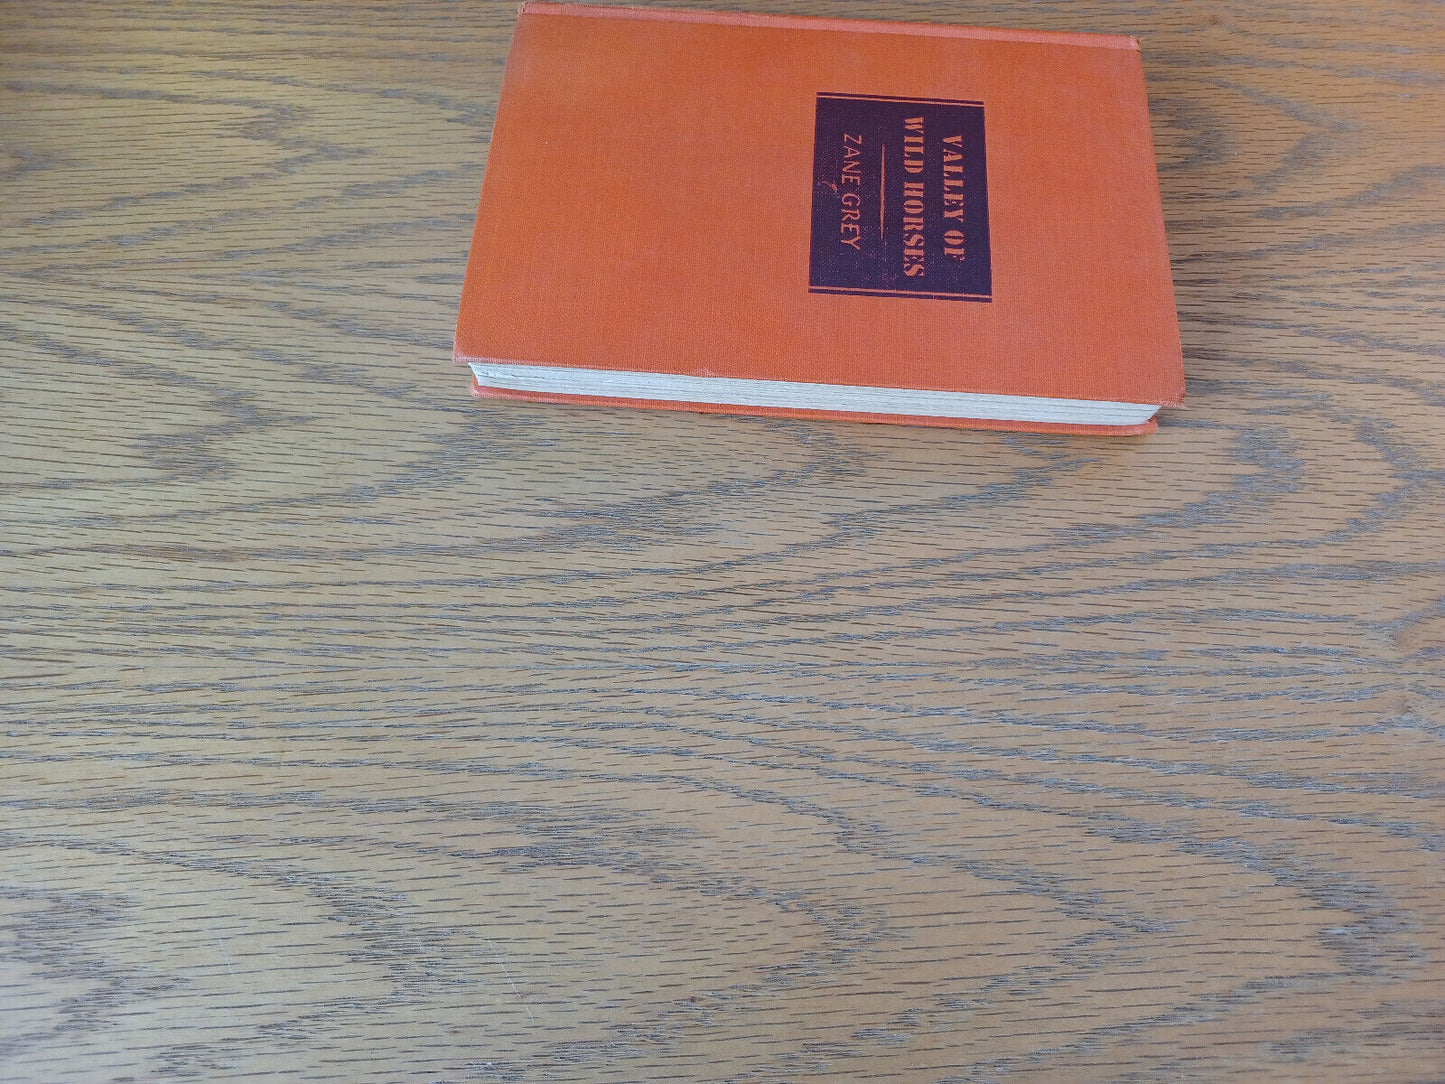 VALLEY OF
WILD HORSES
ZANE GREY